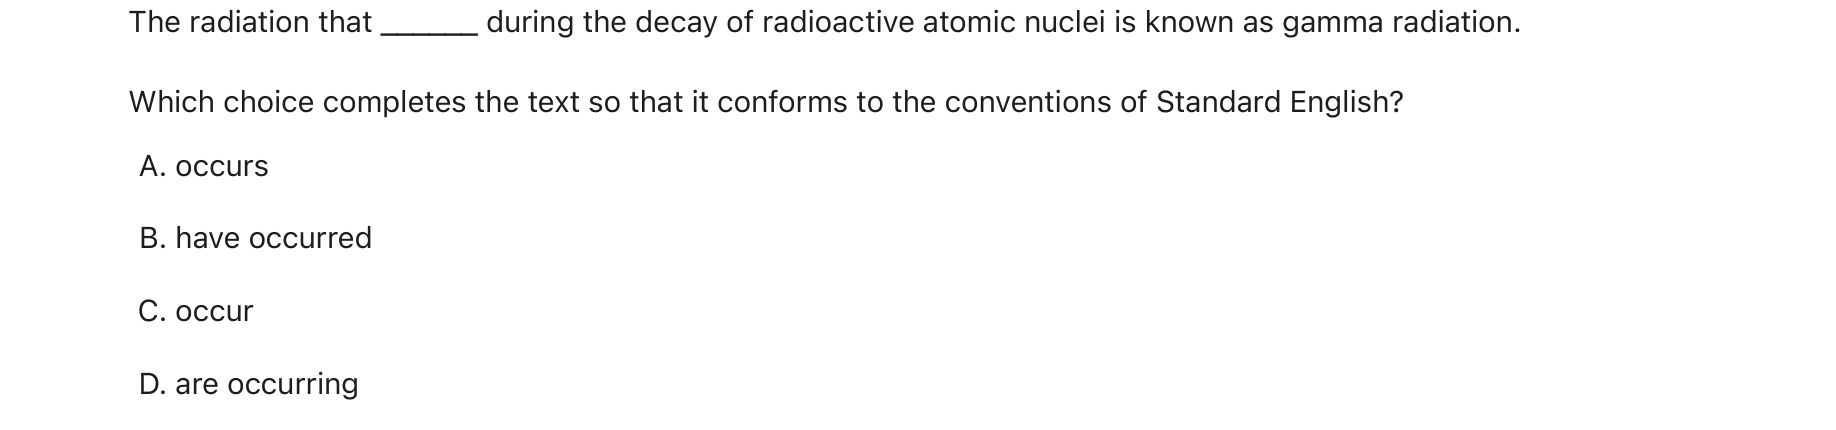 The radiation that ______ during the decay of radioactive atomic nuclei is known as gamma radiation.
Which choice completes the text so that it conforms to the conventions of Standard English?
A. occurs
B. have occurred
C. occur
D. are occurring